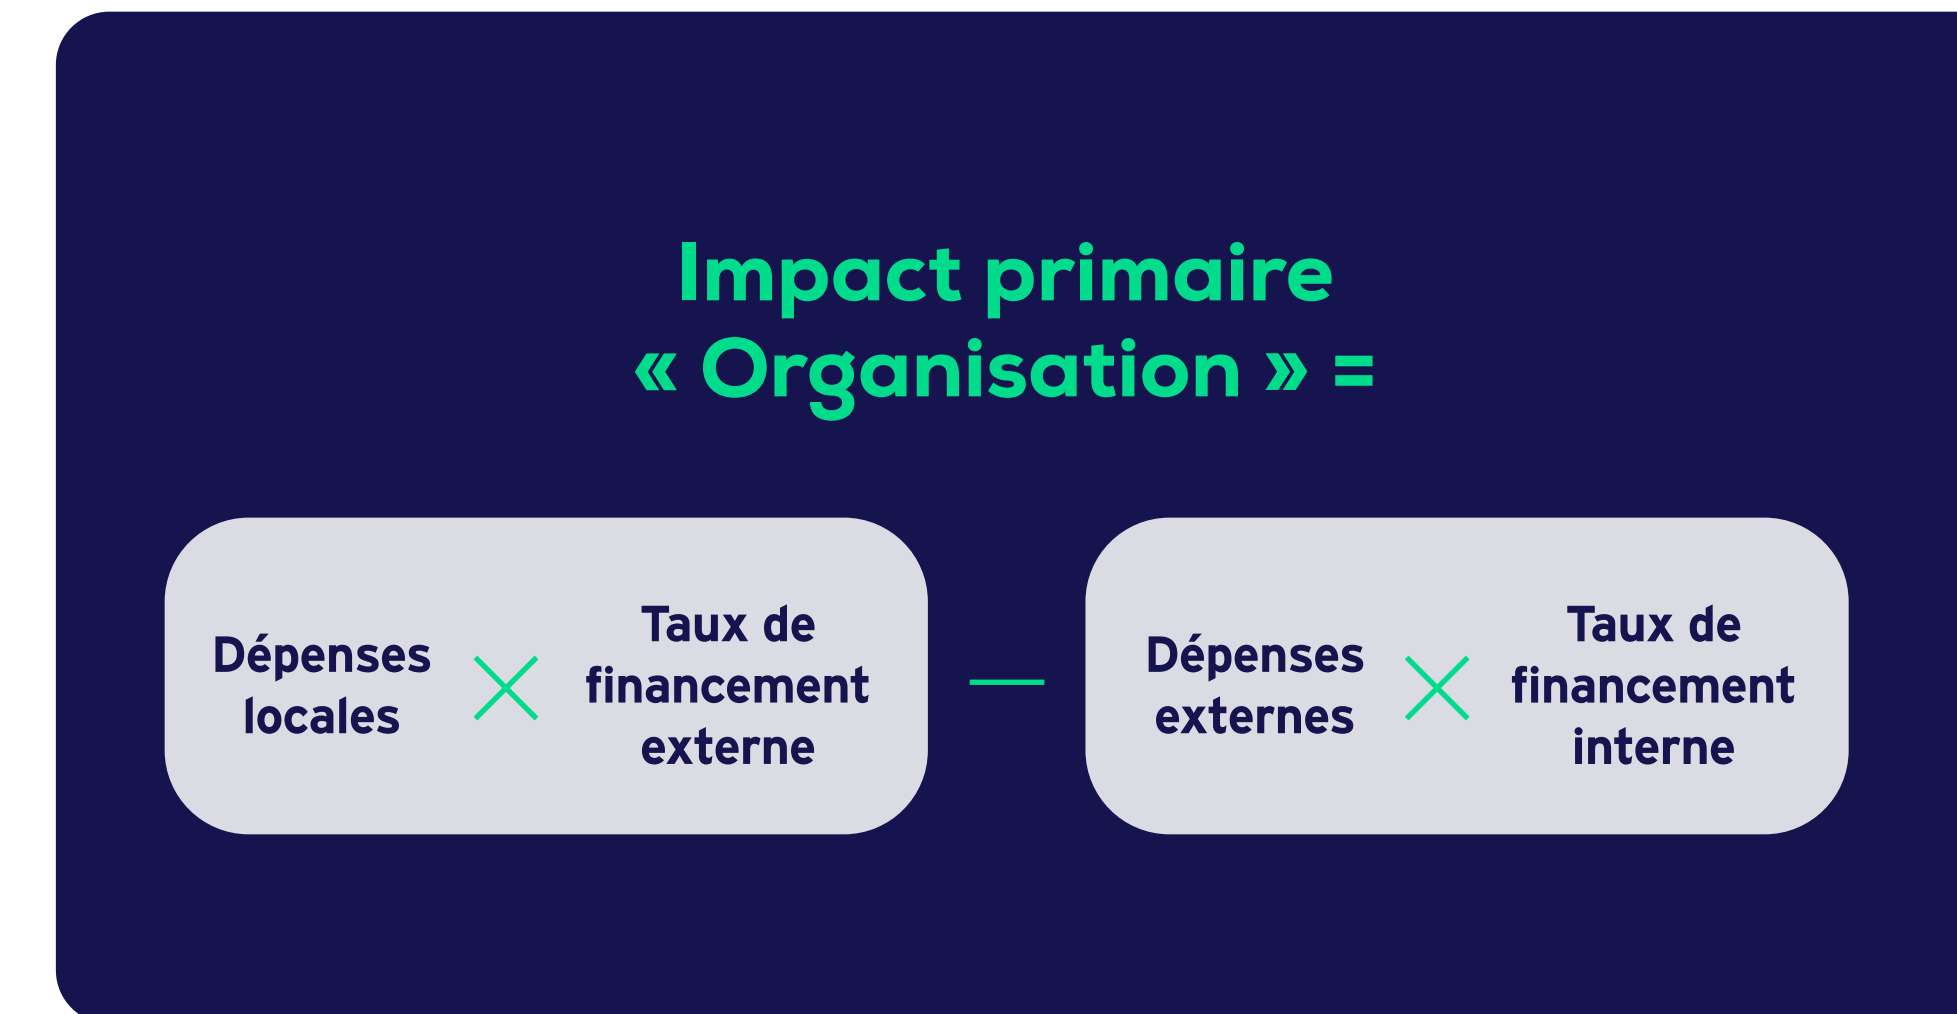 Impact primaire
« Organisation » =
Dépenses
locales
×
Taux de
financement
externe
—
Dépenses
externes
×
Taux de
financement
interne